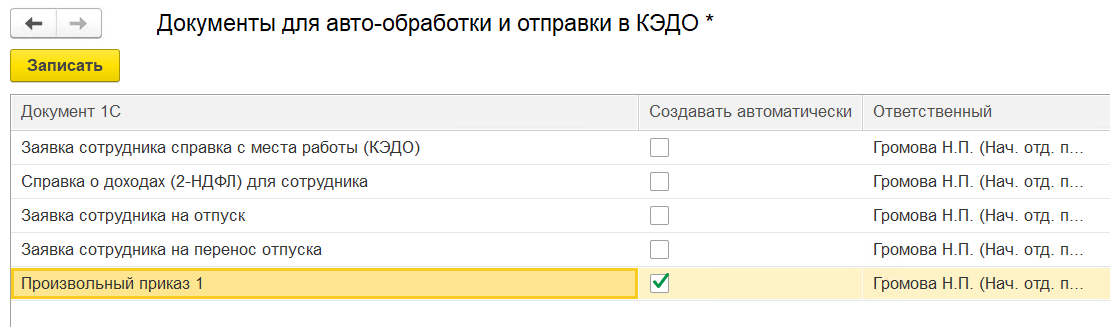 Документы для авто-обработки и отправки в КЭДО *
Записать
Документ 1С Создавать автоматически Ответственный
Заявка сотрудника справка с места работы (КЭДО) Громова Н.П. (Нач. отд. п...
Справка о доходах (2-НДФЛ) для сотрудника Громова Н.П. (Нач. отд. п...
Заявка сотрудника на отпуск Громова Н.П. (Нач. отд. п...
Заявка сотрудника на перенос отпуска Громова Н.П. (Нач. отд. п...
Произвольный приказ 1 Громова Н.П. (Нач. отд. п...